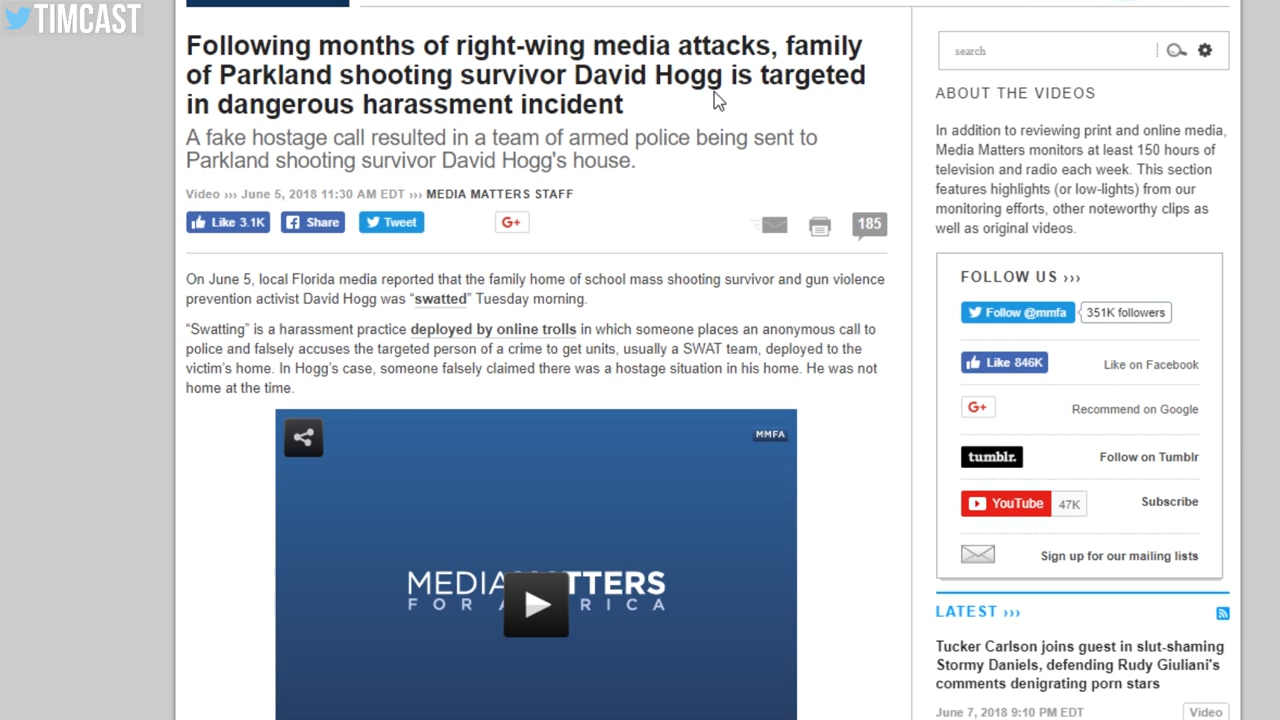 TIMCAST
Following months of right-wing media attacks, family
of Parkland shooting survivor David Hogg is targeted
in dangerous harassment incident
A fake hostage call resulted in a team of armed police being sent to
Parkland shooting survivor David Hogg's house.
Video ››› June 5, 2018 11:30 AM EDT ››› MEDIA MATTERS STAFF
Like 3.1K Share Tweet G+ 185
On June 5, local Florida media reported that the family home of school mass shooting survivor and gun violence
prevention activist David Hogg was “swatted” Tuesday morning.
“Swatting” is a harassment practice deployed by online trolls in which someone places an anonymous call to
police and falsely accuses the targeted person of a crime to get units, usually a SWAT team, deployed to the
victim’s home. In Hogg’s case, someone falsely claimed there was a hostage situation in his home. He was not
home at the time.
MMFA
MEDIA MATTERS
FOR AMERICA
search
ABOUT THE VIDEOS
In addition to reviewing print and online media,
Media Matters monitors at least 150 hours of
television and radio each week. This section
features highlights (or low-lights) from our
monitoring efforts, other noteworthy clips as
well as original videos.
FOLLOW US ›››
Follow @mmfa 351K followers
Like 846K Like on Facebook
G+ Recommend on Google
tumblr. Follow on Tumblr
YouTube 47K Subscribe
Sign up for our mailing lists
LATEST ›››
Tucker Carlson joins guest in slut-shaming
Stormy Daniels, defending Rudy Giuliani's
comments denigrating porn stars
June 7, 2018 9:10 PM EDT Video